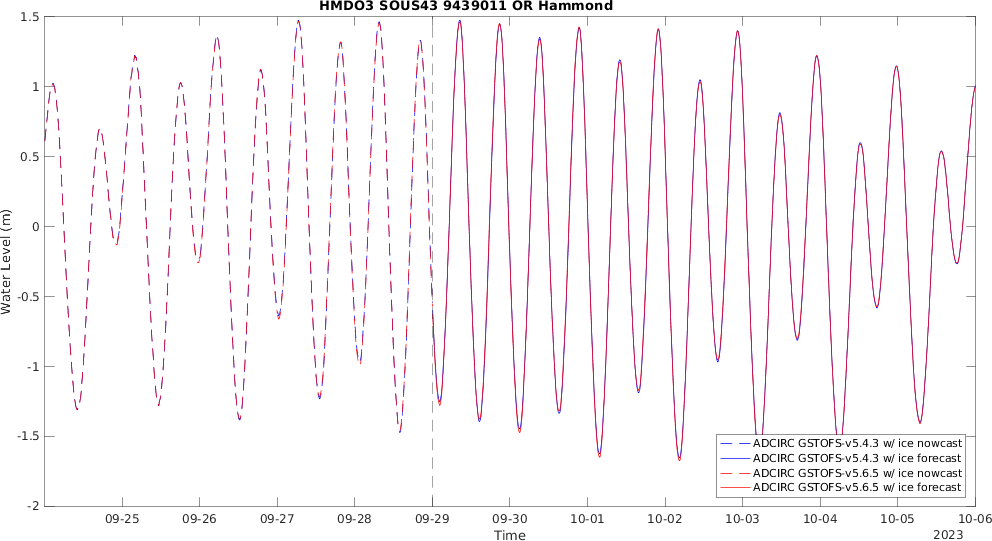 HMDO3 SOUS43 9439011 OR Hammond
1.5
1
0.5
0
-0.5
-1
-1.5
-2
Water Level (m)
ADCIRC GSTOFS-v5.4.3 w/ ice nowcast
ADCIRC GSTOFS-v5.4.3 w/ ice forecast
ADCIRC GSTOFS-v5.6.5 w/ ice nowcast
ADCIRC GSTOFS-v5.6.5 w/ ice forecast
09-25 09-26 09-27 09-28 09-29 09-30 10-01 10-02 10-03 10-04 10-05 10-06
Time
2023